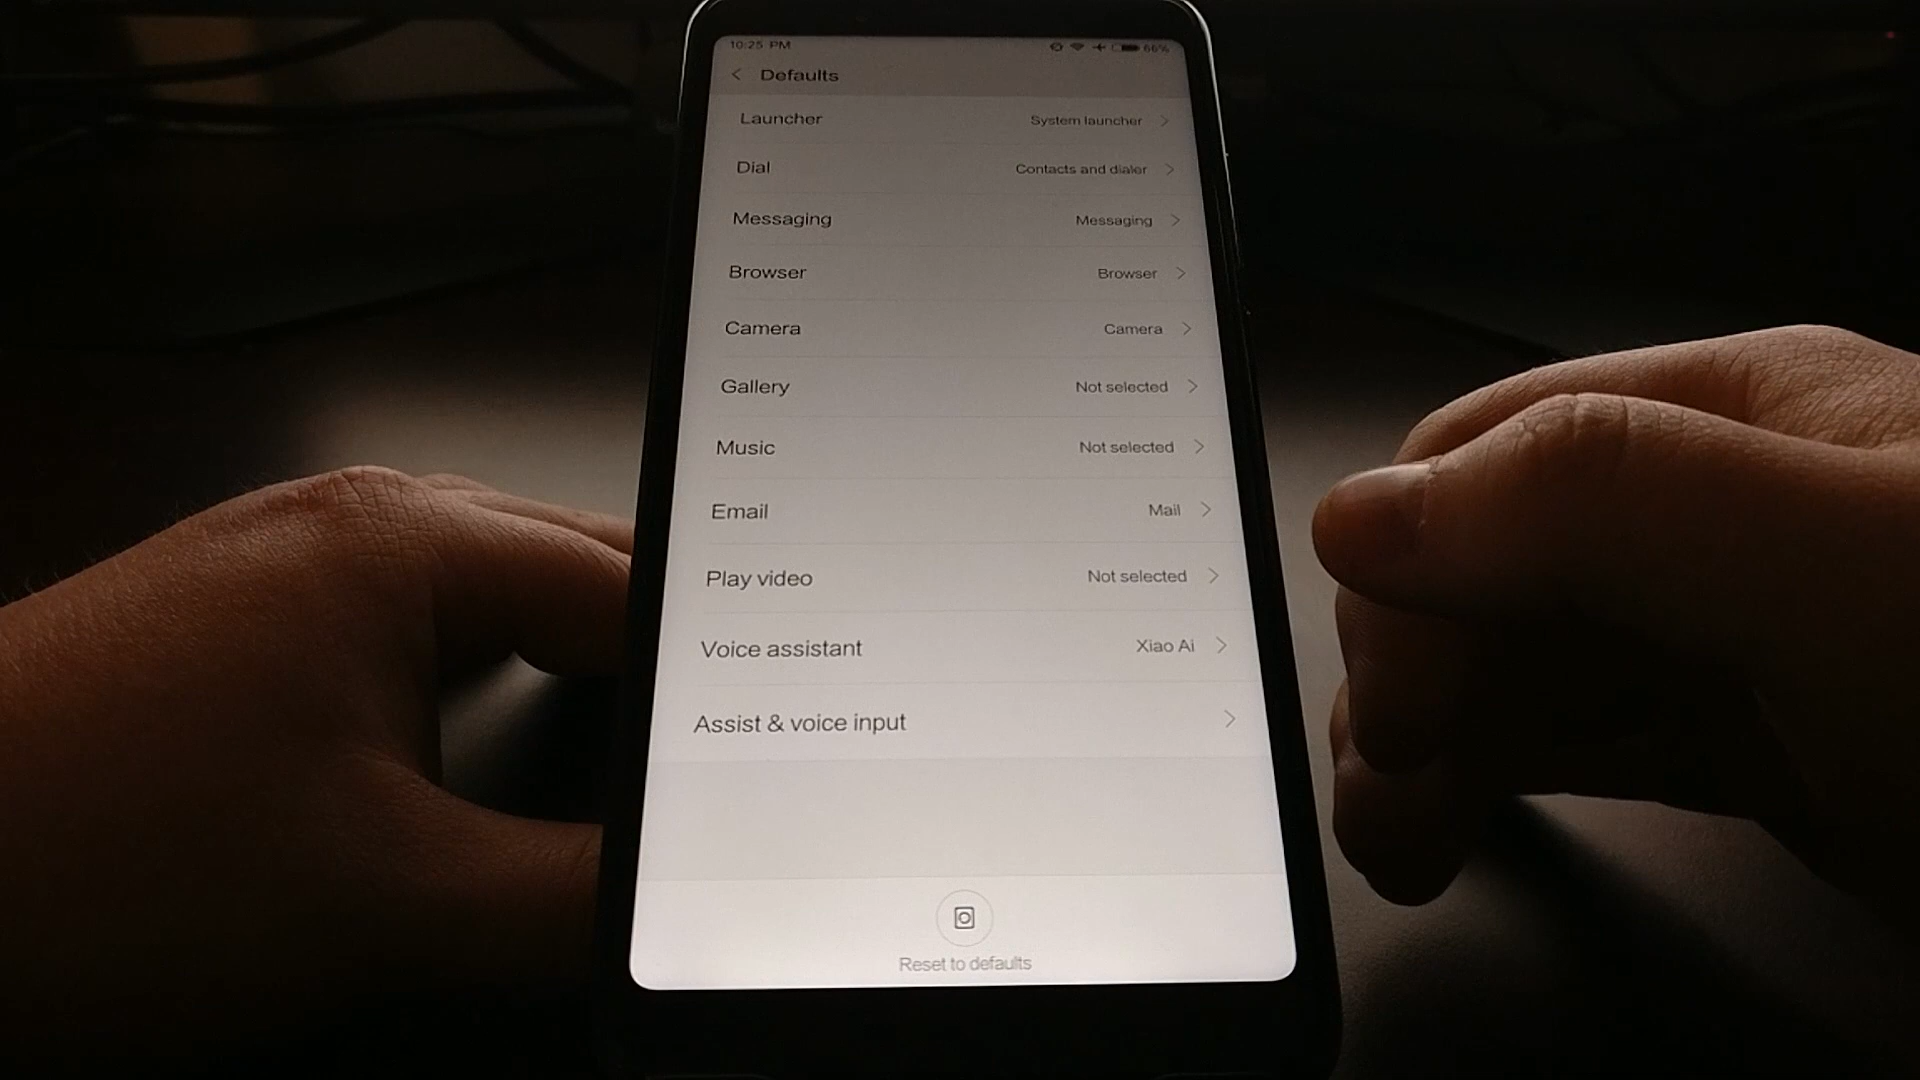 10:25 PM 66%
Defaults
Launcher System launcher
Dial Contacts and dialer
Messaging Messaging
Browser Browser
Camera Camera
Gallery Not selected
Music Not selected
Email Mail
Play video Not selected
Voice assistant Xiao Ai
Assist & voice input
Reset to defaults